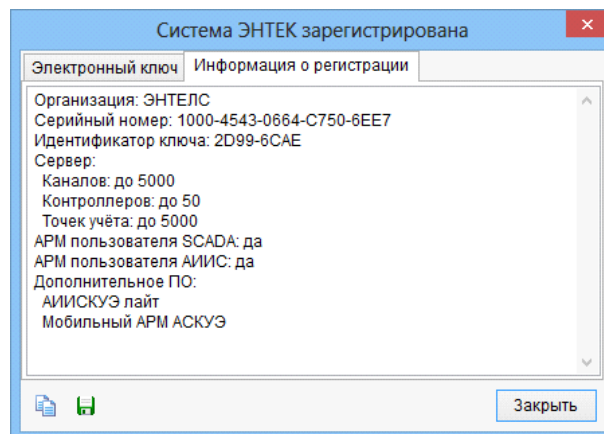 Система ЭНТЕК зарегистрирована
Электронный ключ Информация о регистрации
Организация: ЭНТЕЛС
Серийный номер: 1000-4543-0664-C750-6EE7
Идентификатор ключа: 2D99-6CAE
Сервер:
Каналов: до 5000
Контроллеров: до 50
Точек учёта: до 5000
АРМ пользователя SCADA: да
АРМ пользователя АИИС: да
Дополнительное ПО:
АИИСКУЭ лайт
Мобильный АРМ АСКУЭ
Закрыть